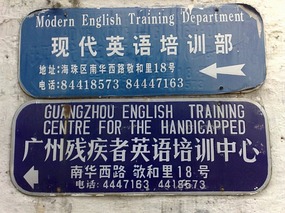 Modern English Training Department
现代英语培训部
地址:海珠区南华西路敬和里18号
电话:84418573 84447163
GUANGZHOU ENGLISH TRAINING
CENTRE FOR THE HANDICAPPED
广州残疾者英语培训中心
南华西路 敬和里18号
电话: 4447163 4418573